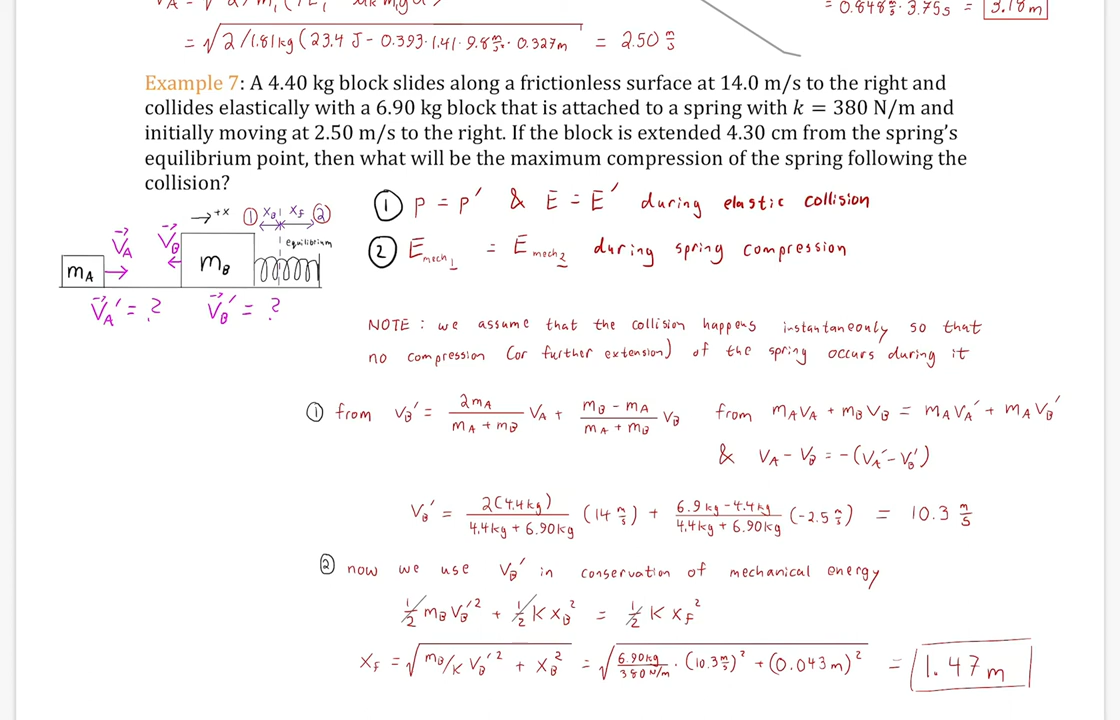 = √2/1.81kg (23.4 J - 0.393·1.41·9.8 m/s²· 0.327m = 2.50 m/s
= 0.848 m/s · 3.75s = 3.18 m
Example 7: A 4.40 kg block slides along a frictionless surface at 14.0 m/s to the right and
collides elastically with a 6.90 kg block that is attached to a spring with k = 380 N/m and
initially moving at 2.50 m/s to the right. If the block is extended 4.30 cm from the spring's
equilibrium point, then what will be the maximum compression of the spring following the
collision?
→+x ① x_B x_f ②
equilibrium
V_A V_B
m_A m_B
V_A' = ? V_B' = ?
① P = P' & E = E' during elastic collision
② E_mech₁ = E_mech₂ during spring compression
NOTE : we assume that the collision happens instantaneonly so that
no compression (or further extension) of the spring occurs during it
① from V_B' = 2m_A/(m_A + m_B) V_A + (m_B - m_A)/(m_A + m_B) V_B from m_A V_A + m_B V_B = m_A V_A' + m_A V_B'
& V_A - V_B = -(V_A' - V_B')
V_B' = 2(4.4kg)/(4.4kg + 6.90kg) (14 m/s) + (6.9kg - 4.4kg)/(4.4kg + 6.90kg) (-2.5 m/s) = 10.3 m/s
② now we use V_B' in conservation of mechanical energy
1/2 m_B V_B'² + 1/2 K x_B² = 1/2 K x_f²
x_f = √m_B/K V_B'² + x_B² = √6.90kg/380 N/m · (10.3 m/s)² + (0.043m)² = 1.47 m